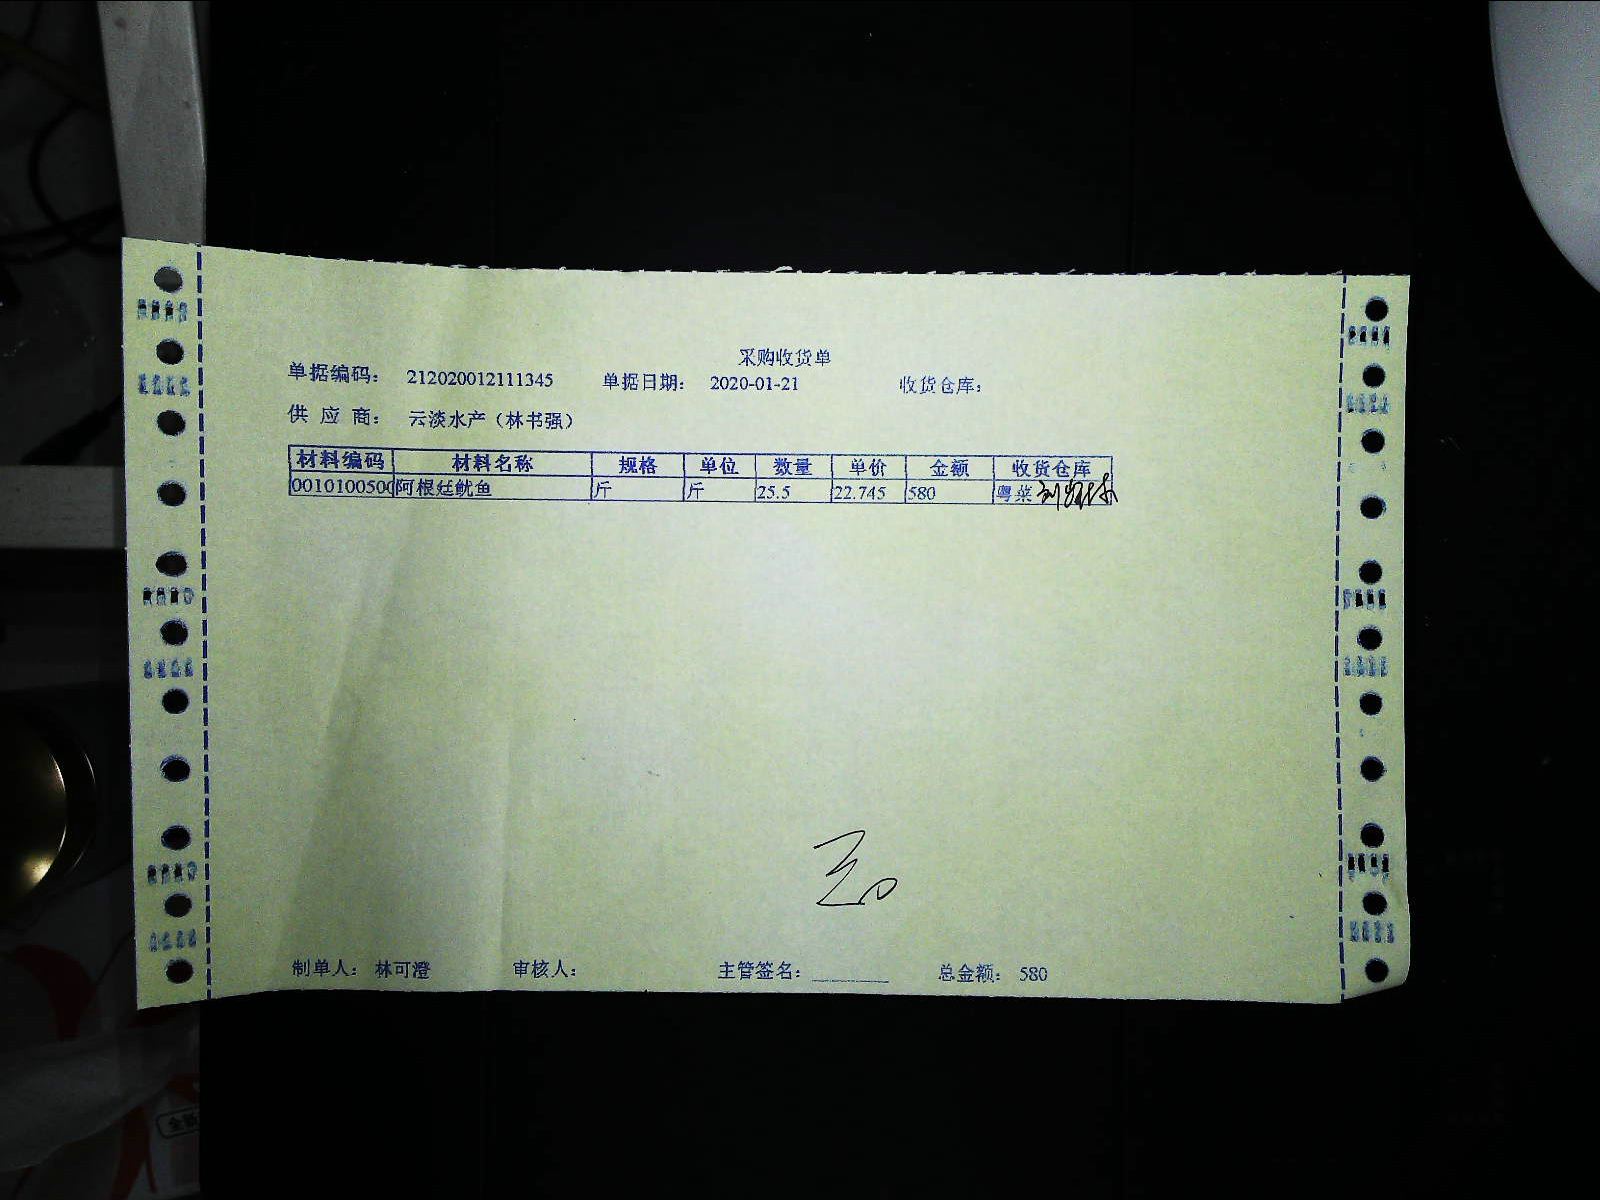 采购收货单
单据编码： 212020012111345 单据日期： 2020-01-21 收货仓库：
供 应 商： 云淡水产（林书强）
材料编码 材料名称 规格 单位 数量 单价 金额 收货仓库
0010100500 阿根廷鱿鱼 斤 斤 25.5 22.745 580 粤菜
制单人： 林可澄 审核人： 主管签名： ________ 总金额： 580